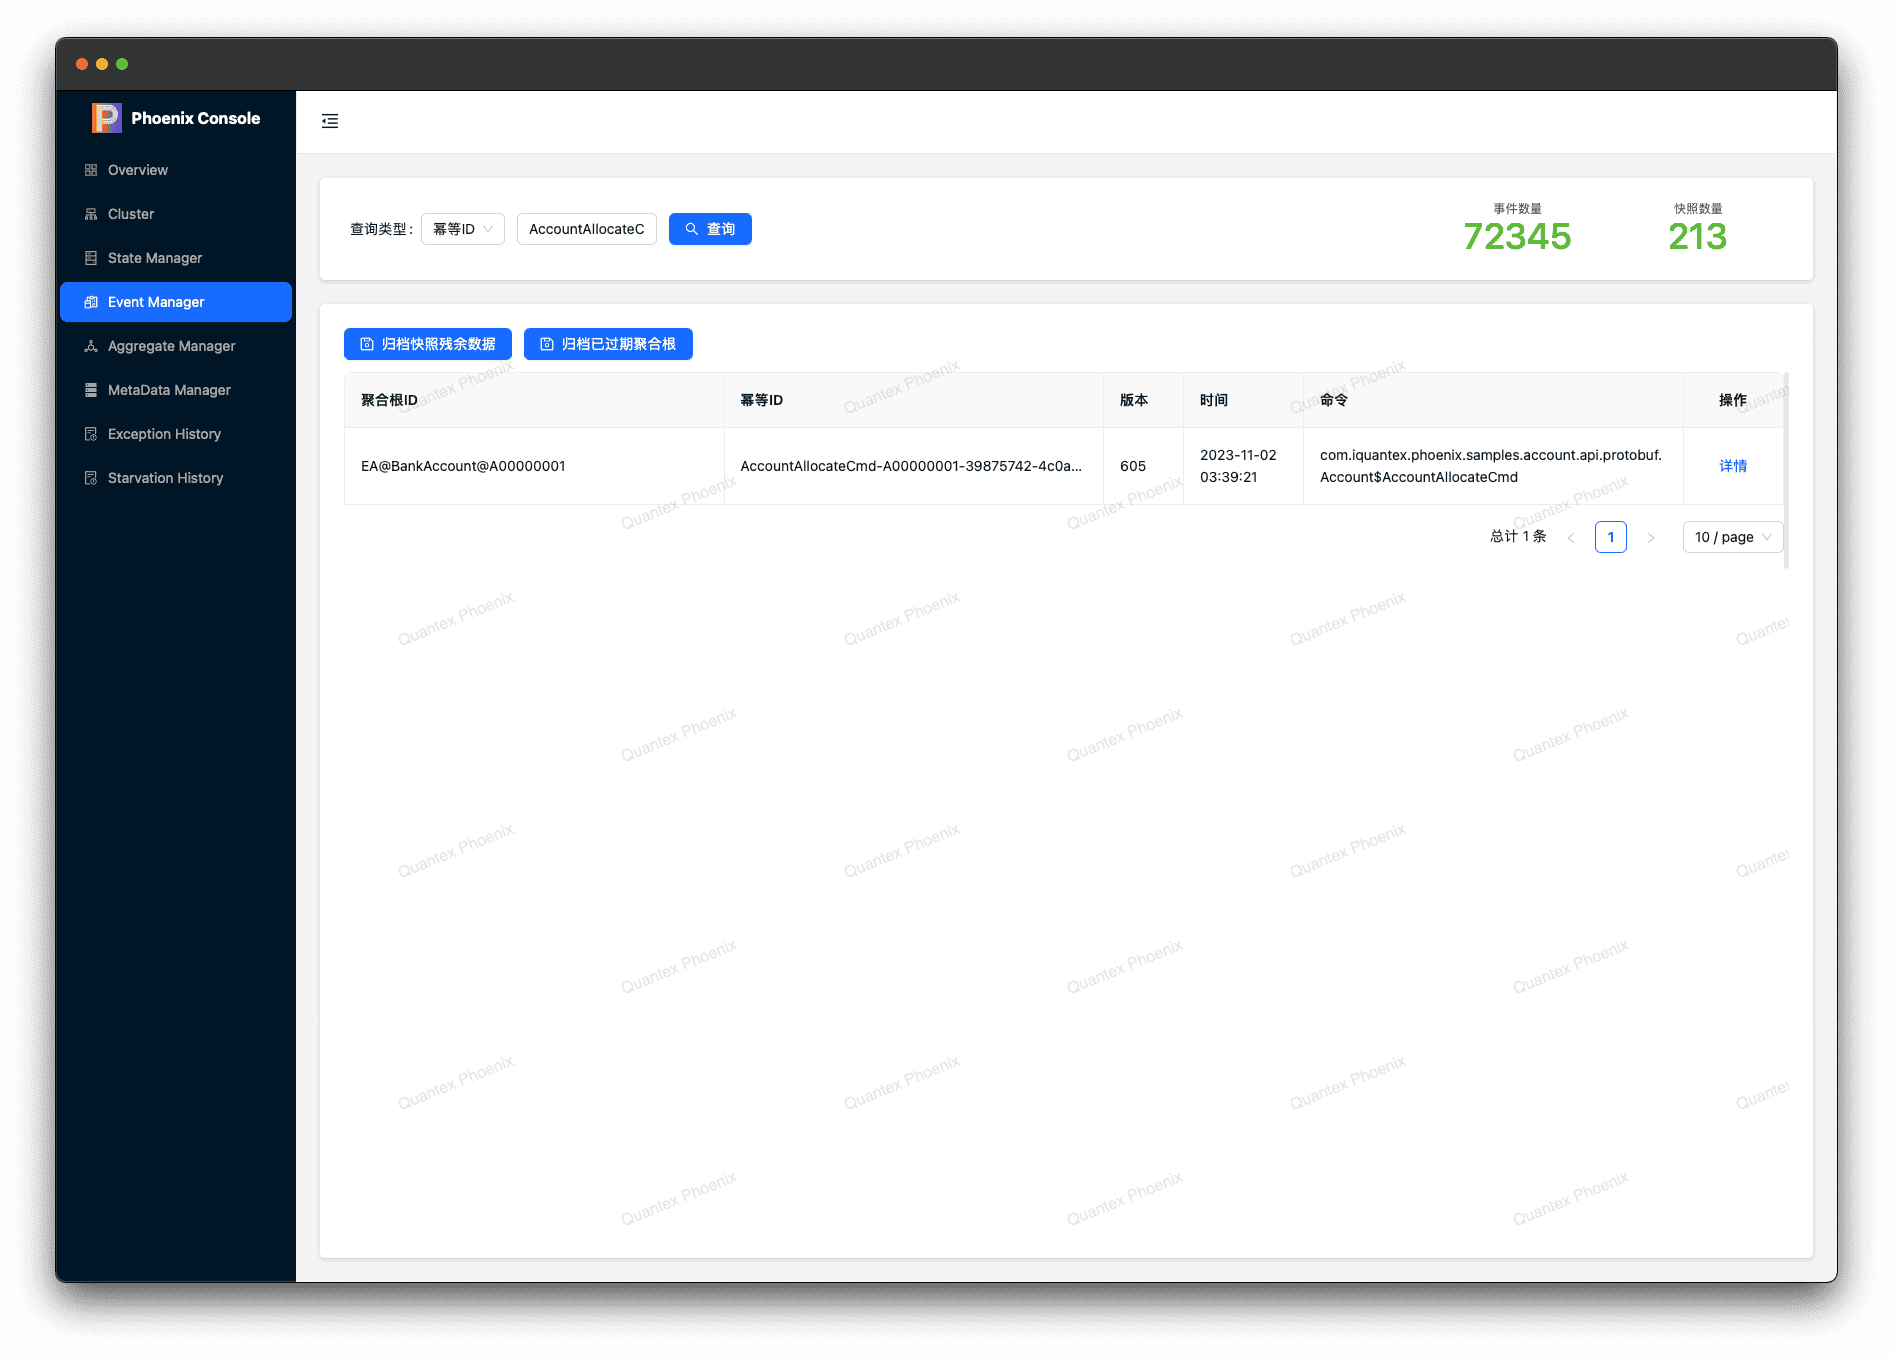 Phoenix Console
Overview
Cluster
State Manager
Event Manager
Aggregate Manager
MetaData Manager
Exception History
Starvation History
查询类型: 幂等ID AccountAllocateC 查询
事件数量 快照数量
72345 213
归档快照残余数据 归档已过期聚合根
聚合根ID 幂等ID 版本 时间 命令 操作
EA@BankAccount@A00000001 AccountAllocateCmd-A00000001-39875742-4c0a... 605 2023-11-02 03:39:21 com.iquantex.phoenix.samples.account.api.protobuf.Account$AccountAllocateCmd 详情
总计 1 条 < 1 > 10 / page
Quantex Phoenix